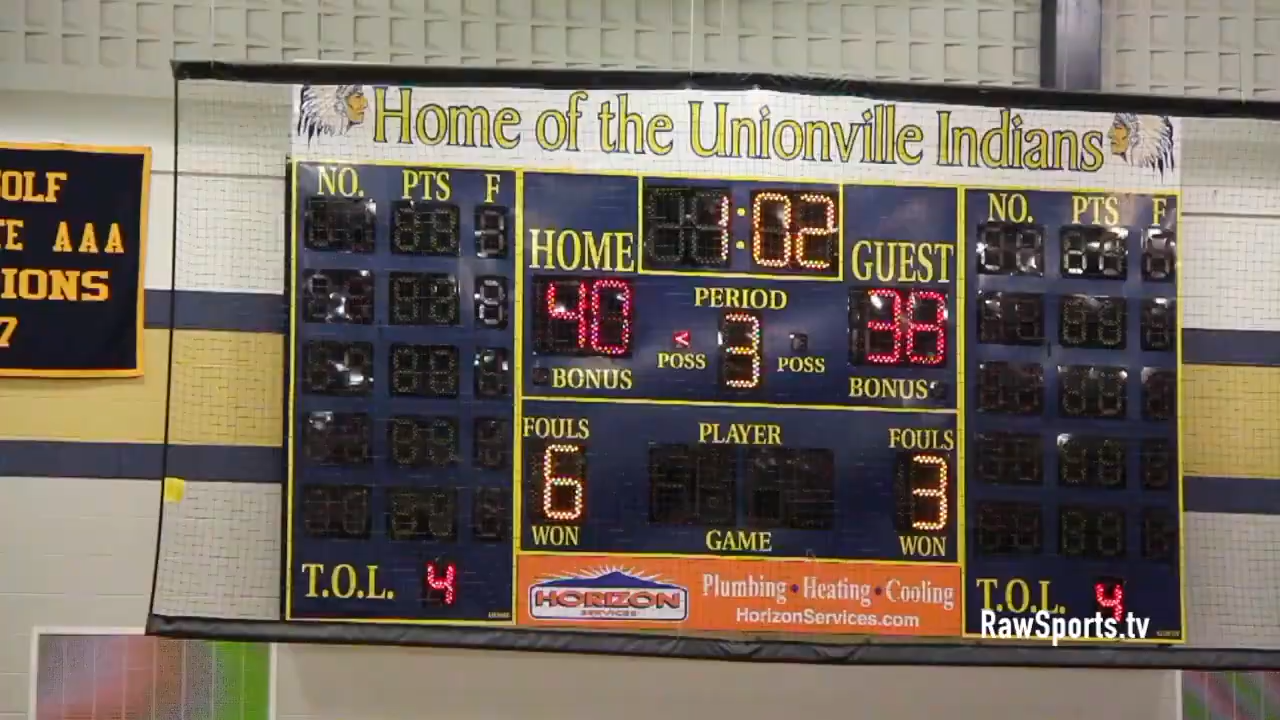 Home of the Unionville Indians
OLF
TE AAA
IONS
7
NO. PTS F
HOME
1:02
GUEST
NO. PTS F
40
PERIOD
38
< POSS
3
POSS
BONUS
BONUS
FOULS
PLAYER
FOULS
6
3
WON
GAME
WON
T.O.L. 4
HORIZON
SERVICES
Plumbing • Heating • Cooling
HorizonServices.com
T.O.L. 4
RawSports.tv